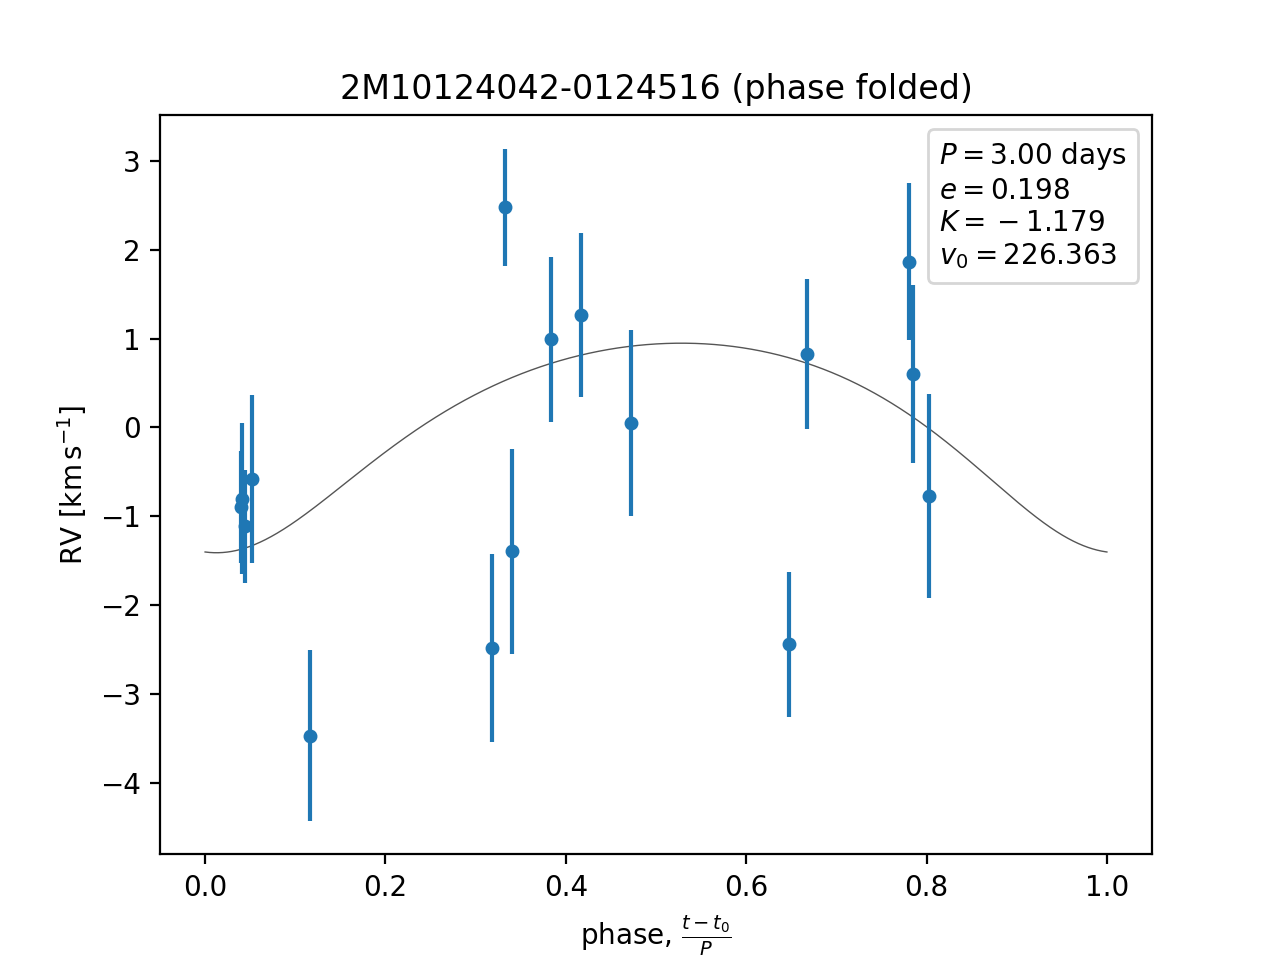 2M10124042-0124516 (phase folded)
P = 3.00 days
e = 0.198
K = −1.179
v₀ = 226.363
3
2
1
0
−1
−2
−3
−4
RV [km s⁻¹]
0.0 0.2 0.4 0.6 0.8 1.0
phase, (t − t₀)/P